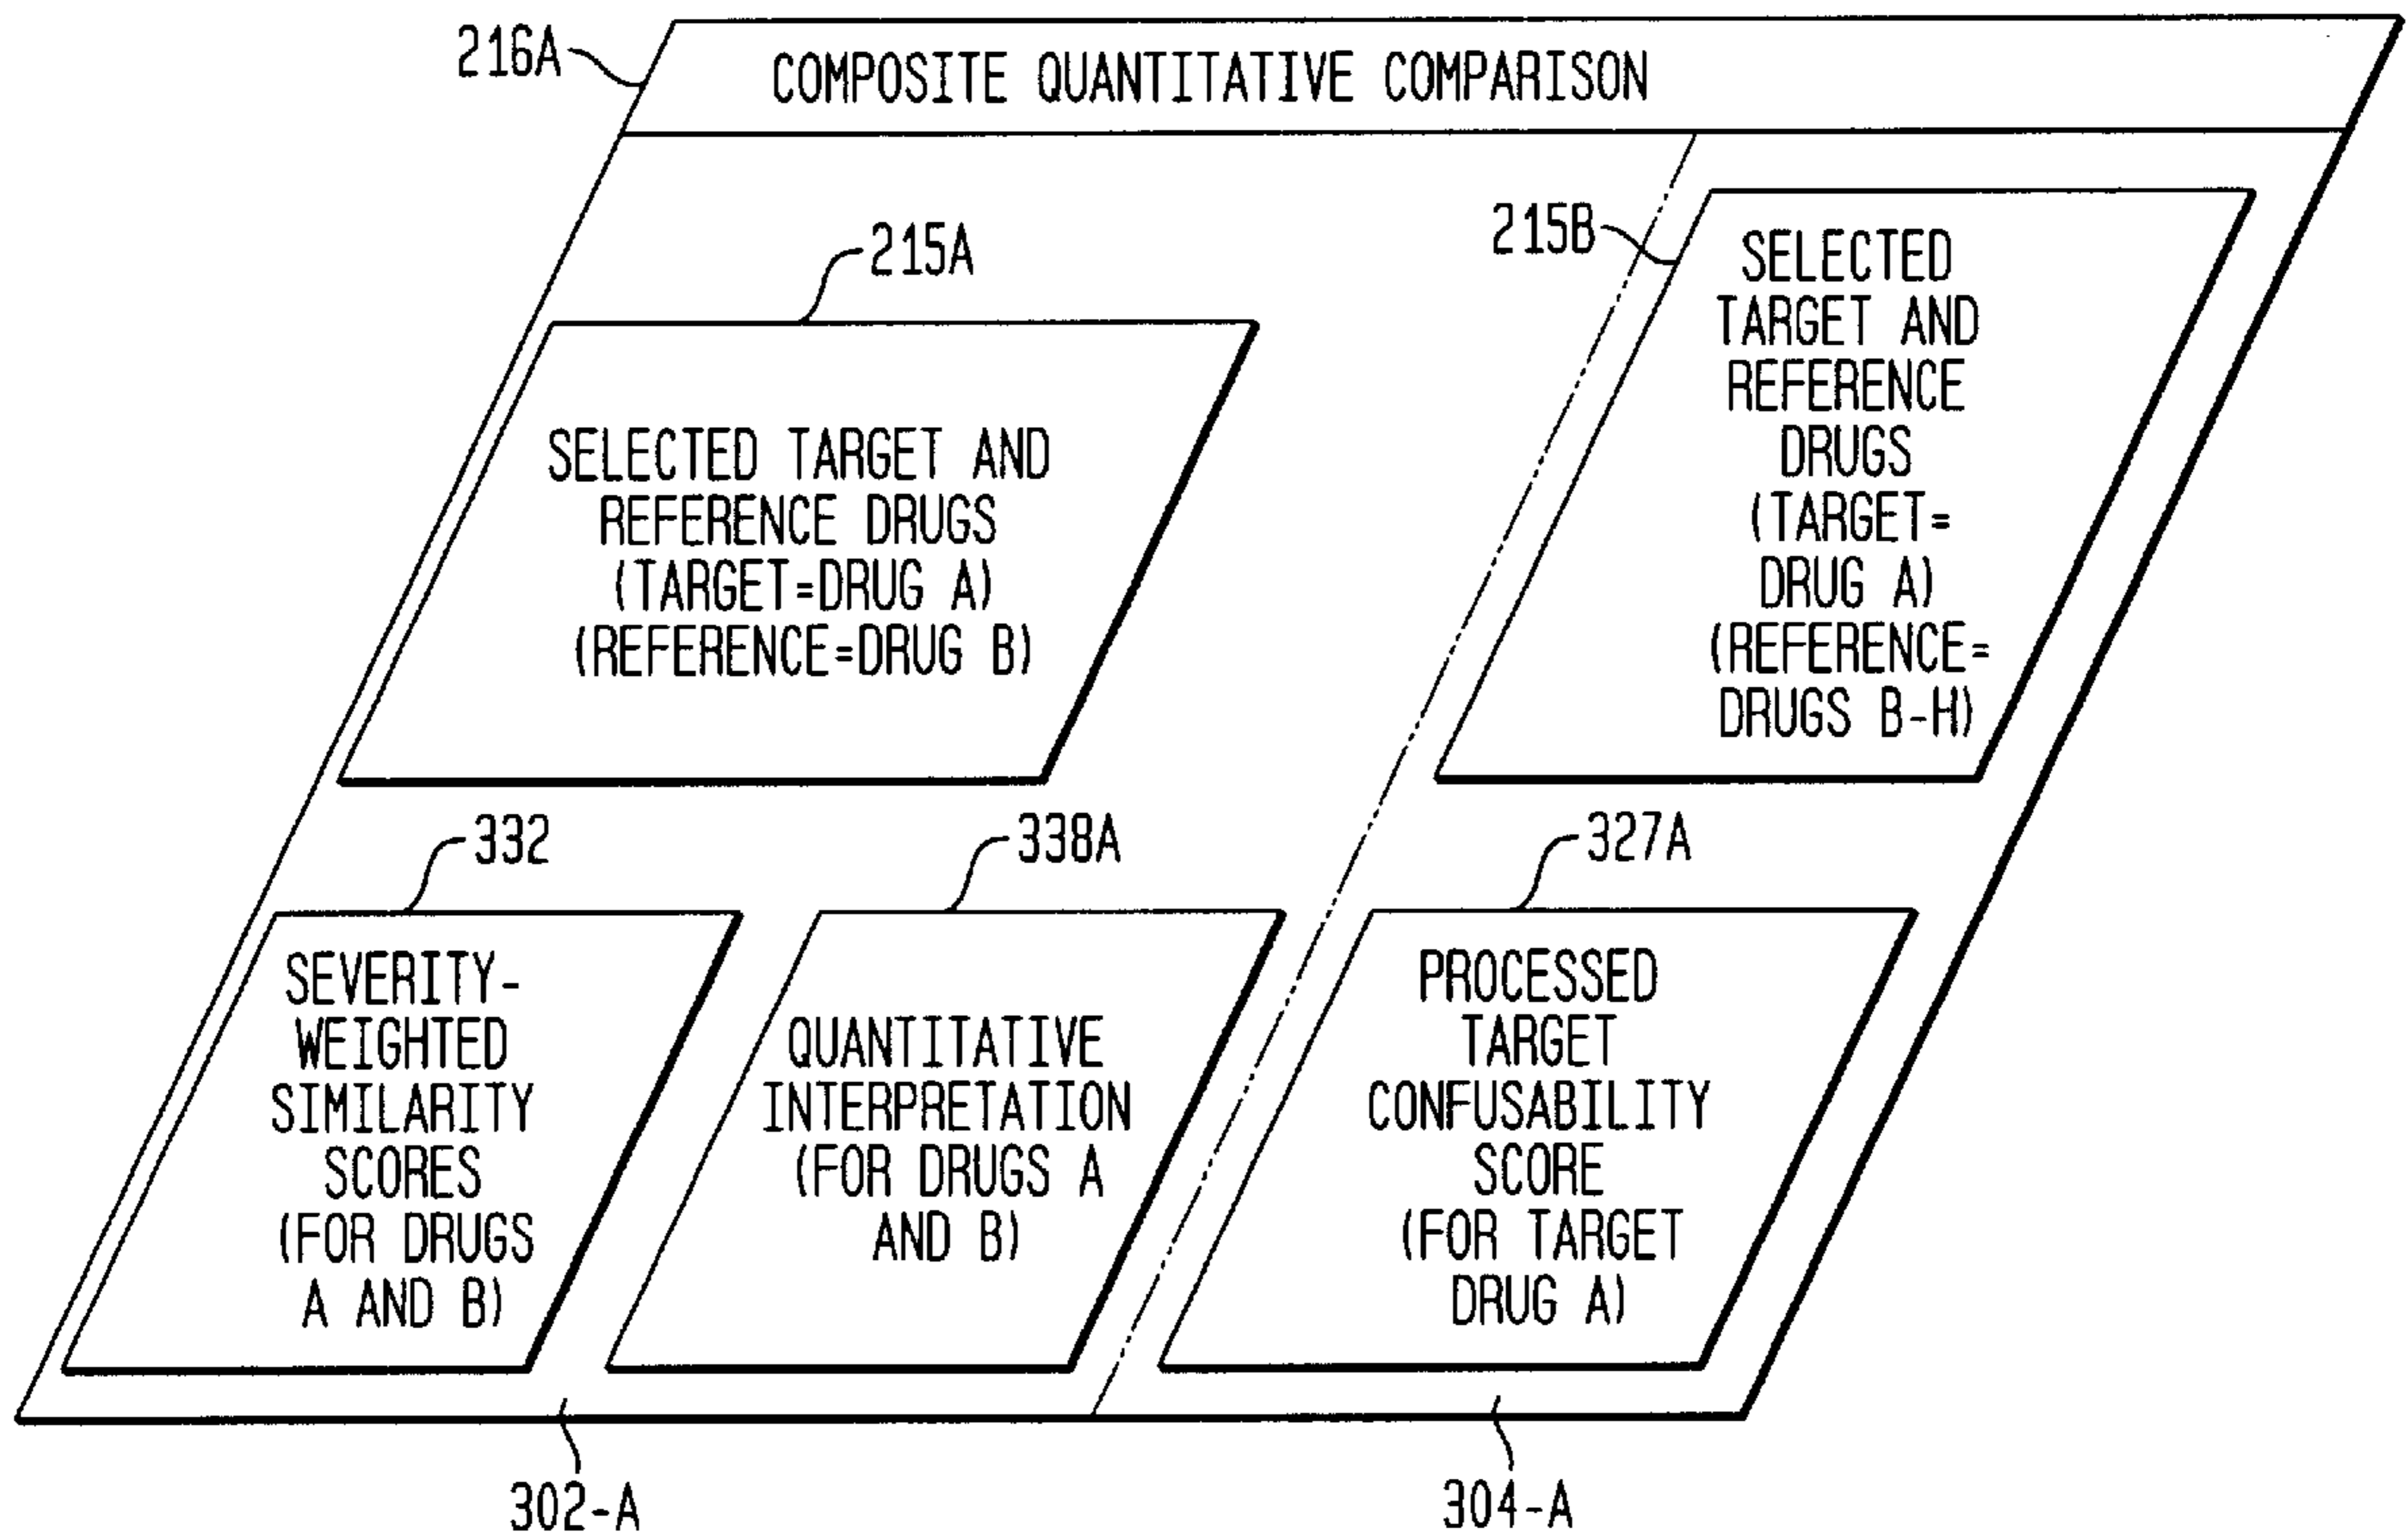 216A
COMPOSITE QUANTITATIVE COMPARISON
215A
SELECTED TARGET AND
REFERENCE DRUGS
(TARGET=DRUG A)
(REFERENCE=DRUG B)
215B
SELECTED
TARGET AND
REFERENCE
DRUGS
(TARGET=
DRUG A)
(REFERENCE=
DRUGS B-H)
332
SEVERITY-
WEIGHTED
SIMILARITY
SCORES
(FOR DRUGS
A AND B)
338A
QUANTITATIVE
INTERPRETATION
(FOR DRUGS A
AND B)
327A
PROCESSED
TARGET
CONFUSABILITY
SCORE
(FOR TARGET
DRUG A)
302-A
304-A